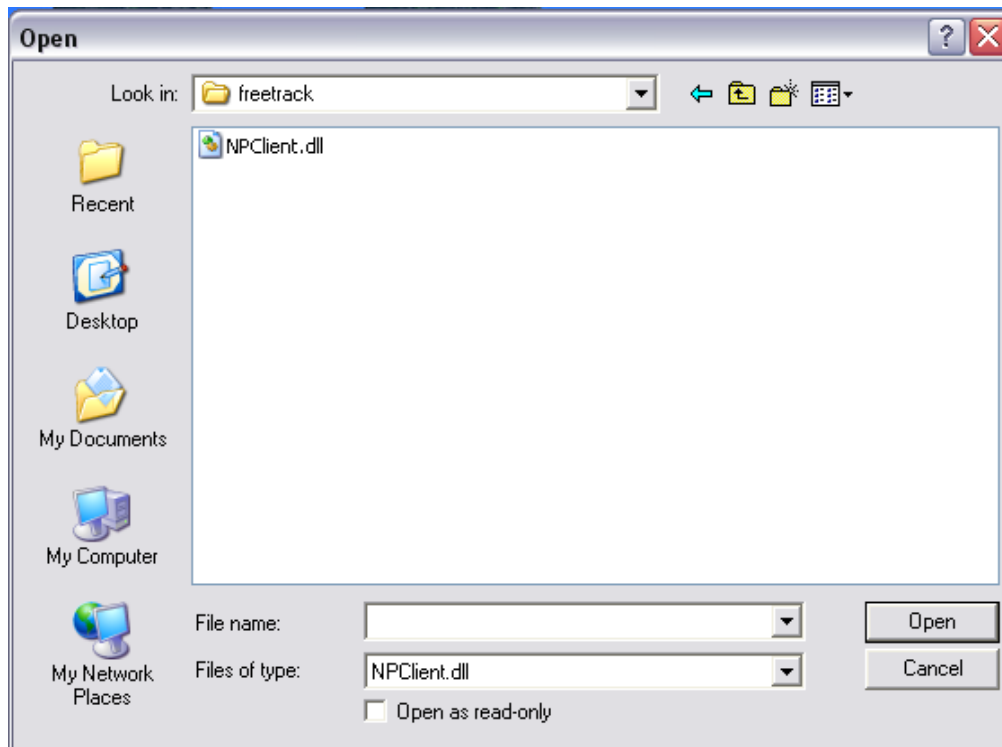 Open
Look in: freetrack
NPClient.dll
Recent
Desktop
My Documents
My Computer
My Network
Places
File name:
Open
Files of type: NPClient.dll
Cancel
Open as read-only